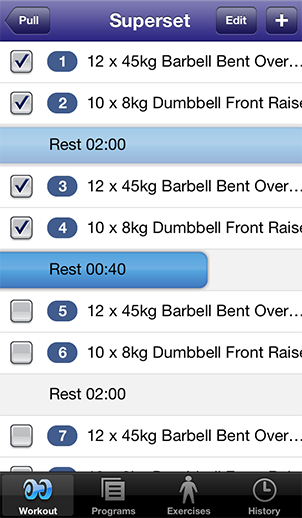 Pull Superset Edit +
1 12 x 45kg Barbell Bent Over...
2 10 x 8kg Dumbbell Front Raise
Rest 02:00
3 12 x 45kg Barbell Bent Over...
4 10 x 8kg Dumbbell Front Raise
Rest 00:40
5 12 x 45kg Barbell Bent Over...
6 10 x 8kg Dumbbell Front Raise
Rest 02:00
7 12 x 45kg Barbell Bent Over...
Workout Programs Exercises History